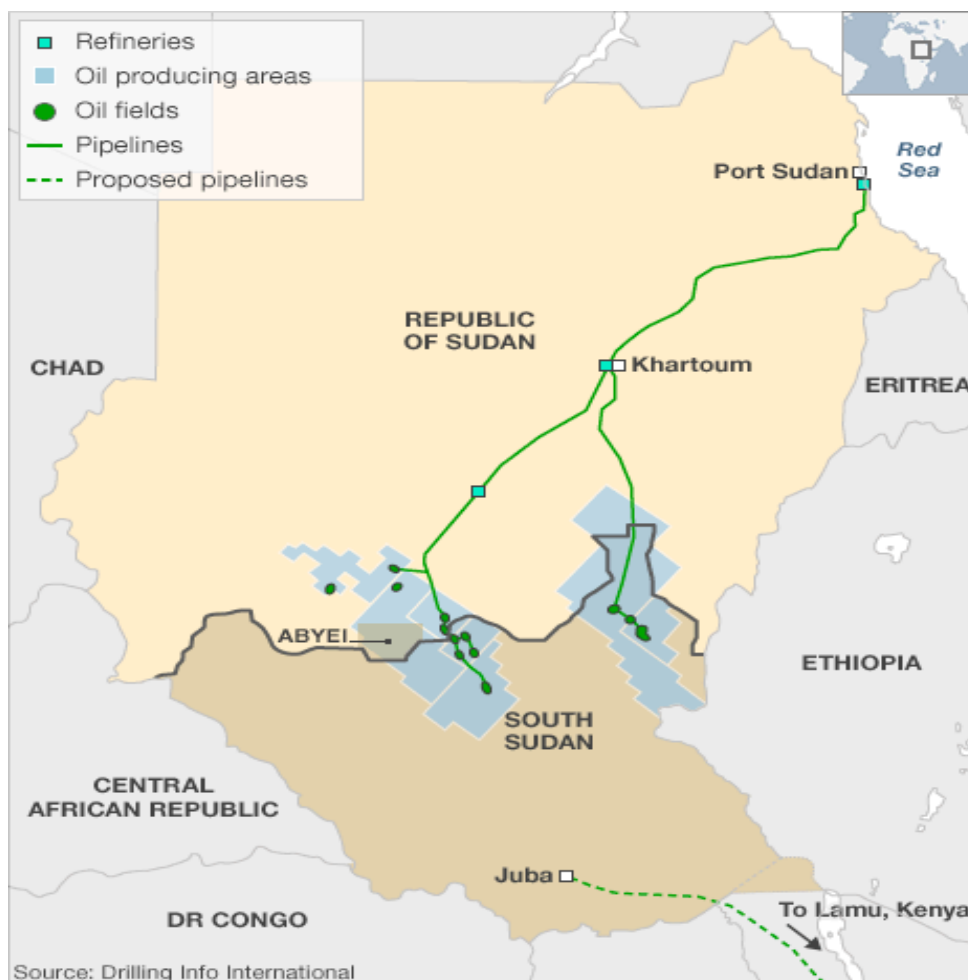 Refineries
Oil producing areas
Oil fields
Pipelines
Proposed pipelines
Red
Sea
Port Sudan
REPUBLIC
OF SUDAN
CHAD
Khartoum
ERITREA
ABYEI
ETHIOPIA
SOUTH
SUDAN
CENTRAL
AFRICAN REPUBLIC
Juba
To Lamu, Kenya
DR CONGO
Source: Drilling Info International